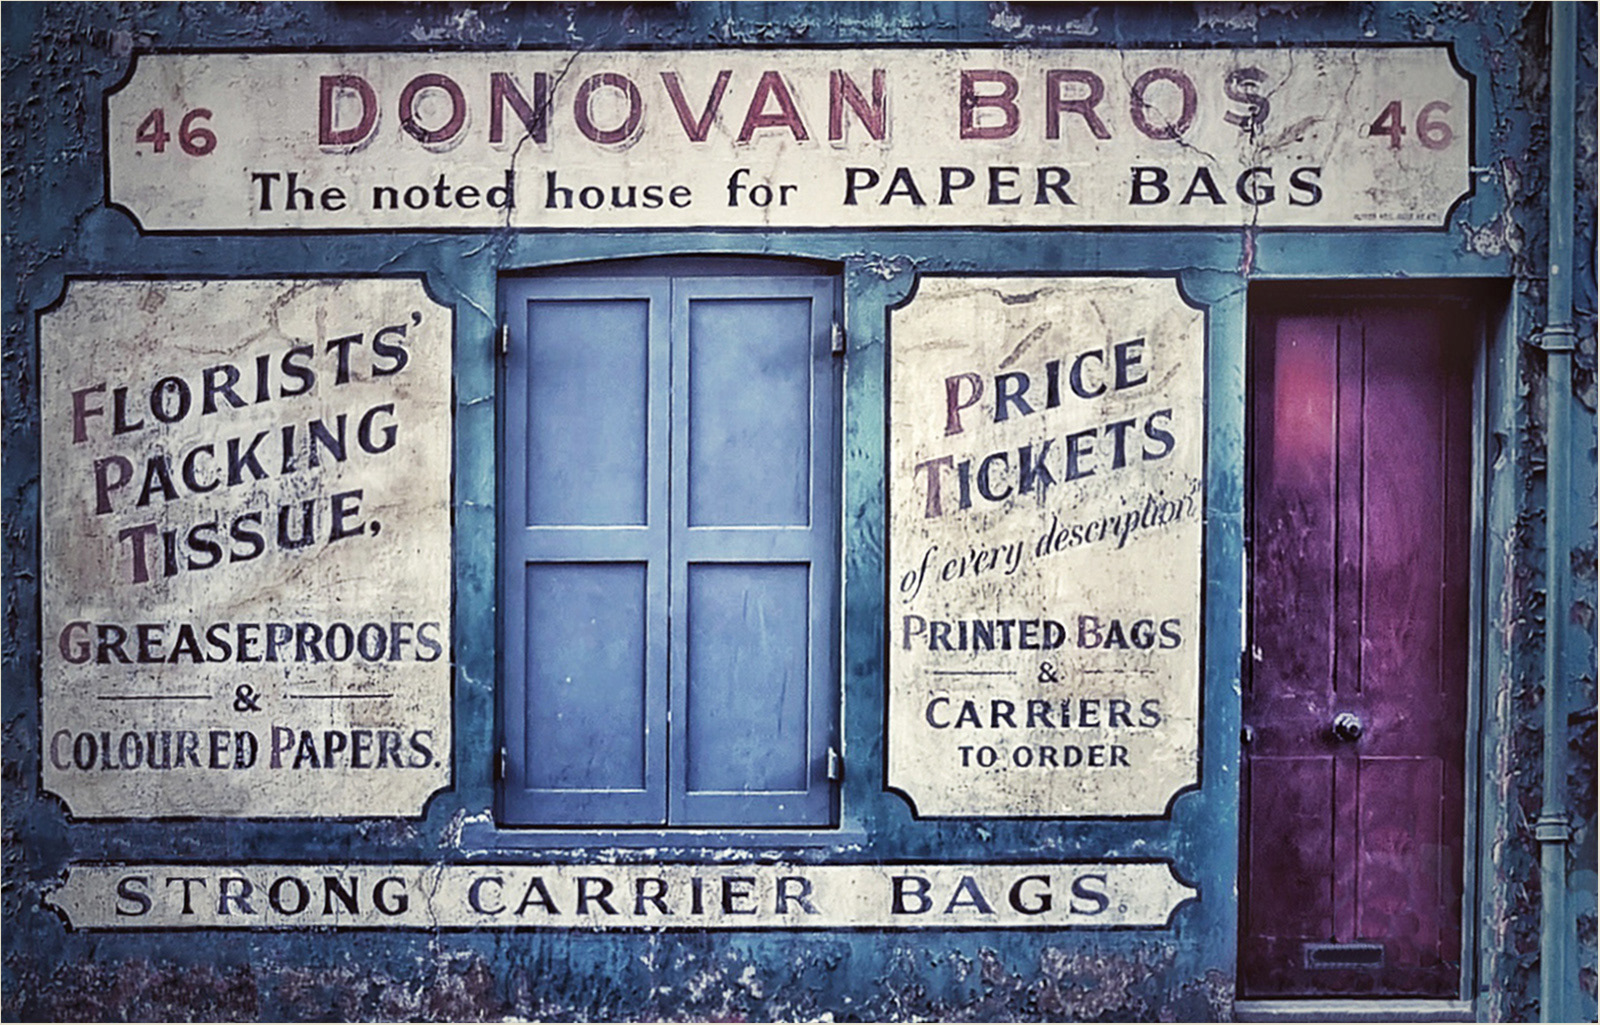 46 DONOVAN BROS 46
The noted house for PAPER BAGS
FLORISTS'
PACKING
TISSUE,
GREASEPROOFS
&
COLOURED PAPERS.
PRICE
TICKETS
of every description
PRINTED BAGS
&
CARRIERS
TO ORDER
STRONG CARRIER BAGS.